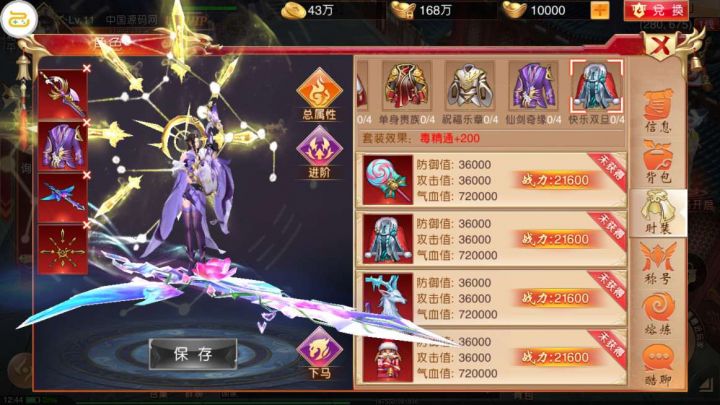 Lv.11 中国源码网
VIP
43万
168万
10000
兑换
角色
总属性
进阶
下马
保存
单身贵族0/4
祝福乐章0/4
仙剑奇缘0/4
快乐双旦0/4
0/4
套装效果: 毒精通+200
防御值: 36000
攻击值: 36000
气血值: 720000
战力:21600
未获得
防御值: 36000
攻击值: 36000
气血值: 720000
战力:21600
未获得
防御值: 36000
攻击值: 36000
气血值: 720000
战力:21600
未获得
防御值: 36000
攻击值: 36000
气血值: 720000
战力:21600
未获得
信息
背包
时装
称号
熔炼
酷聊
12:44